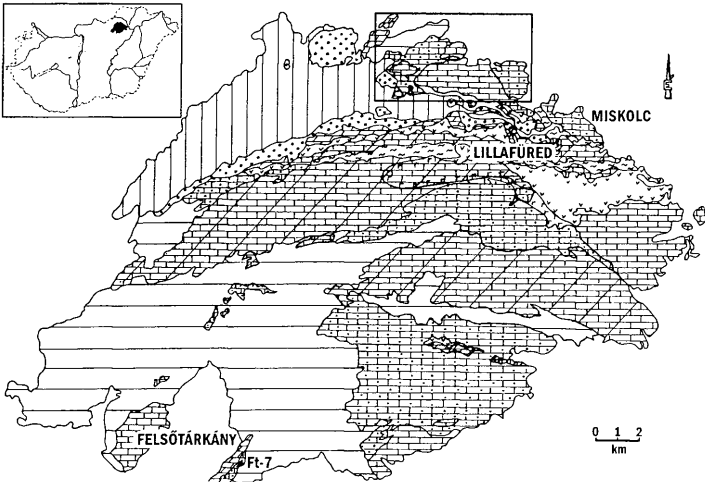 MISKOLC
LILLAFÜRED
FELSŐTÁRKÁNY
Ft-7
0 1 2
km